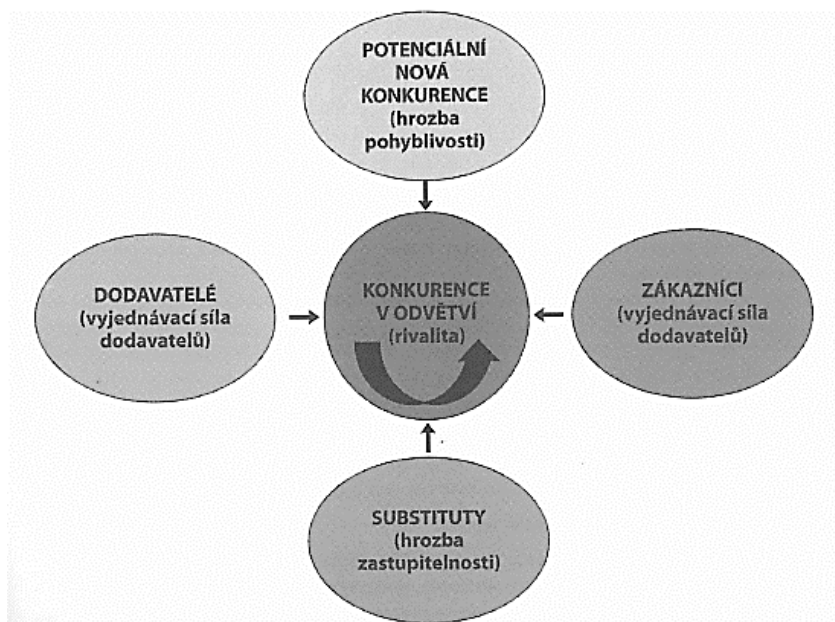 POTENCIÁLNÍ
NOVÁ
KONKURENCE
(hrozba
pohyblivosti)
DODAVATELÉ
(vyjednávací síla
dodavatelů)
KONKURENCE
V ODVĚTVÍ
(rivalita)
ZÁKAZNÍCI
(vyjednávací síla
dodavatelů)
SUBSTITUTY
(hrozba
zastupitelnosti)